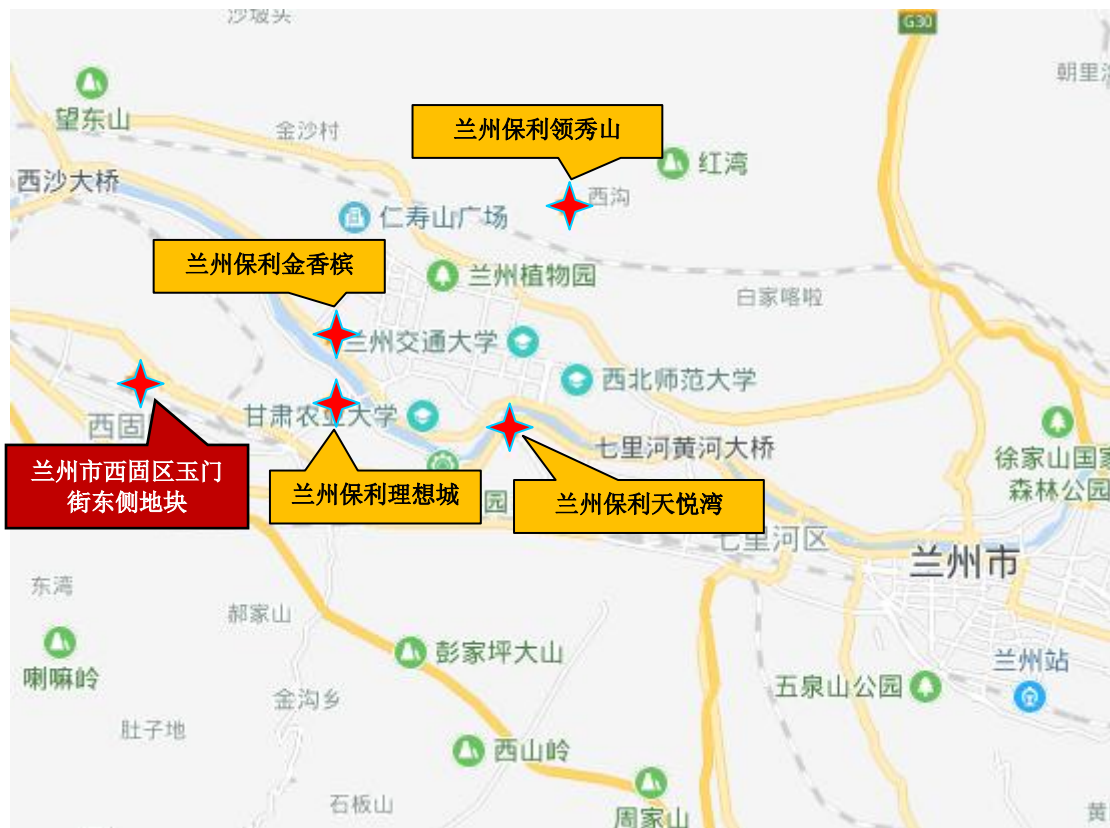 沙坡头
G30
朝里
望东山
金沙村
兰州保利领秀山
红湾
西沙大桥
西沟
仁寿山广场
兰州保利金香槟
兰州植物园
白家喀啦
兰州交通大学
西北师范大学
西固
甘肃农业大学
七里河黄河大桥
徐家山国家
森林公园
兰州市西固区玉门
街东侧地块
兰州保利理想城
园
兰州保利天悦湾
七里河区
兰州市
东湾
郝家山
彭家坪大山
兰州站
喇嘛岭
金沟乡
五泉山公园
肚子地
西山岭
石板山
周家山
黄